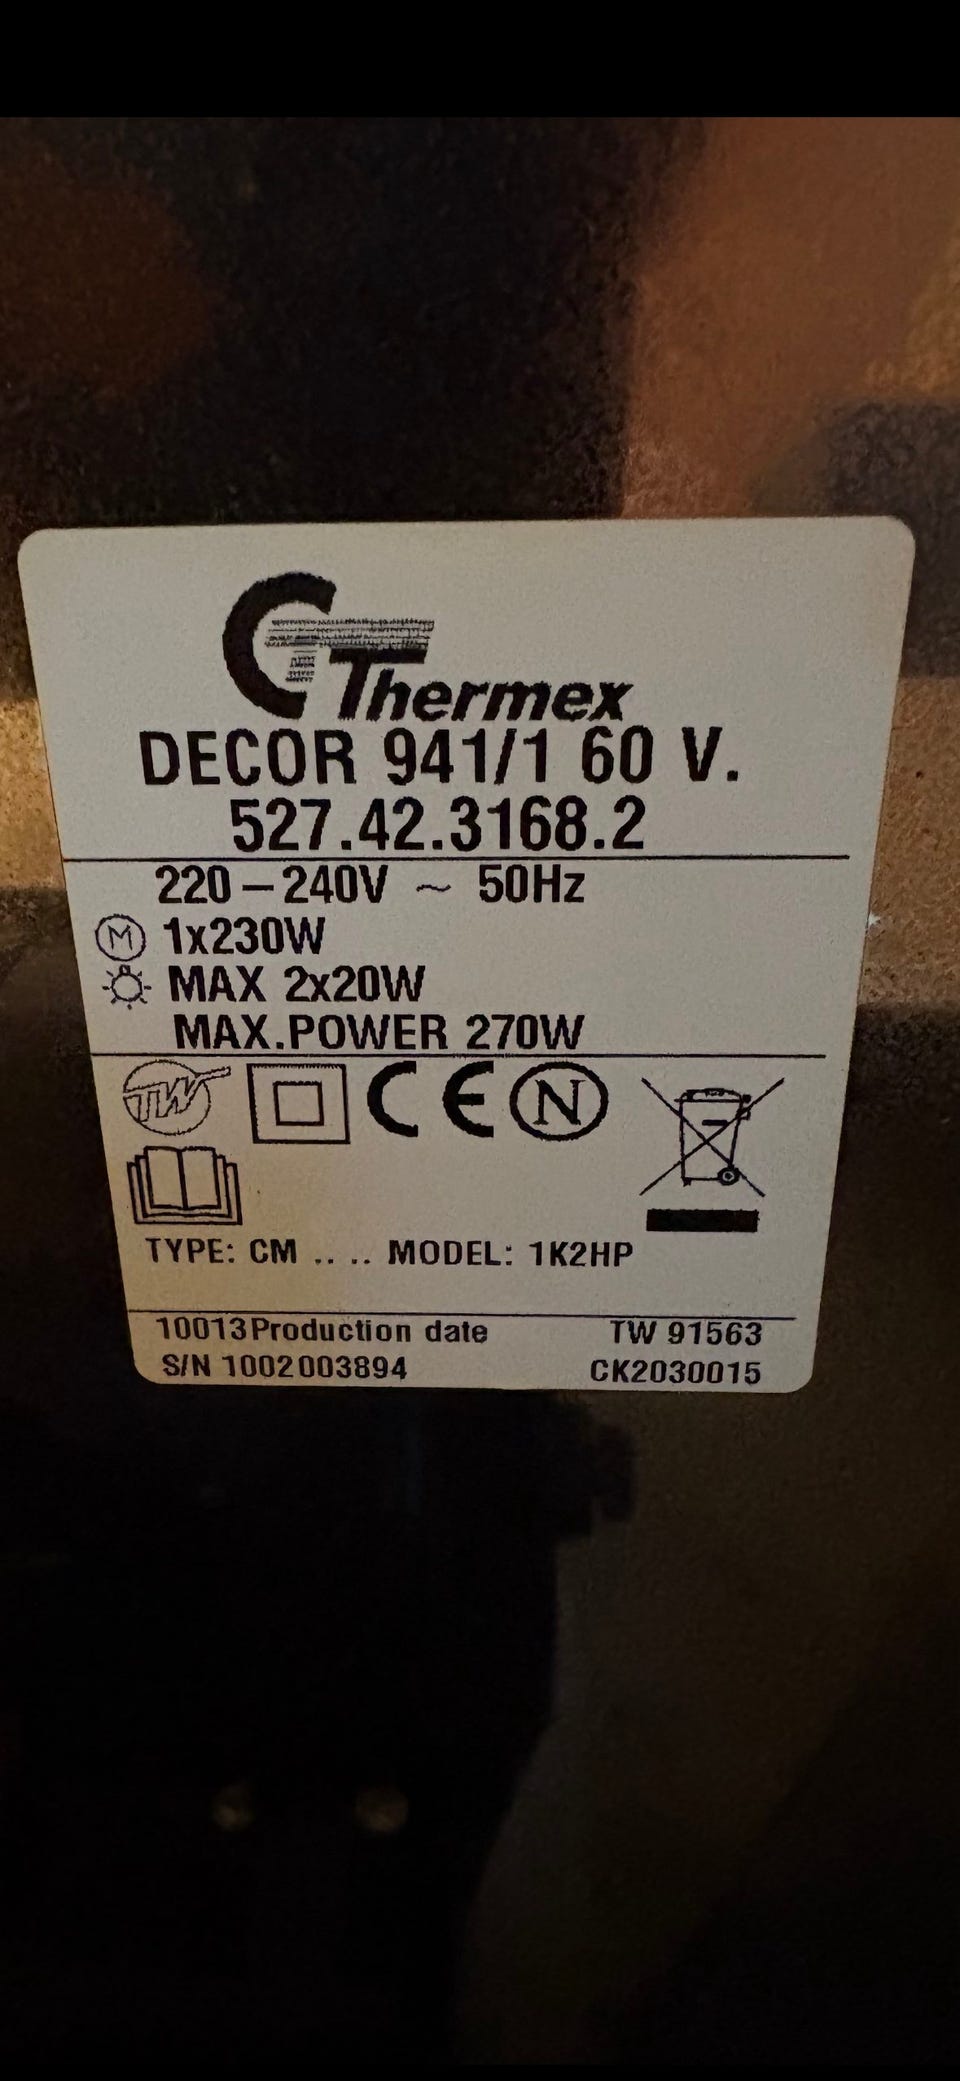 Thermex
DECOR 941/1 60 V.
527.42.3168.2
220-240V ~ 50Hz
M 1x230W
MAX 2x20W
MAX.POWER 270W
TW CE N
TYPE: CM .. .. MODEL: 1K2HP
10013 Production date TW 91563
S/N 1002003894 CK2030015